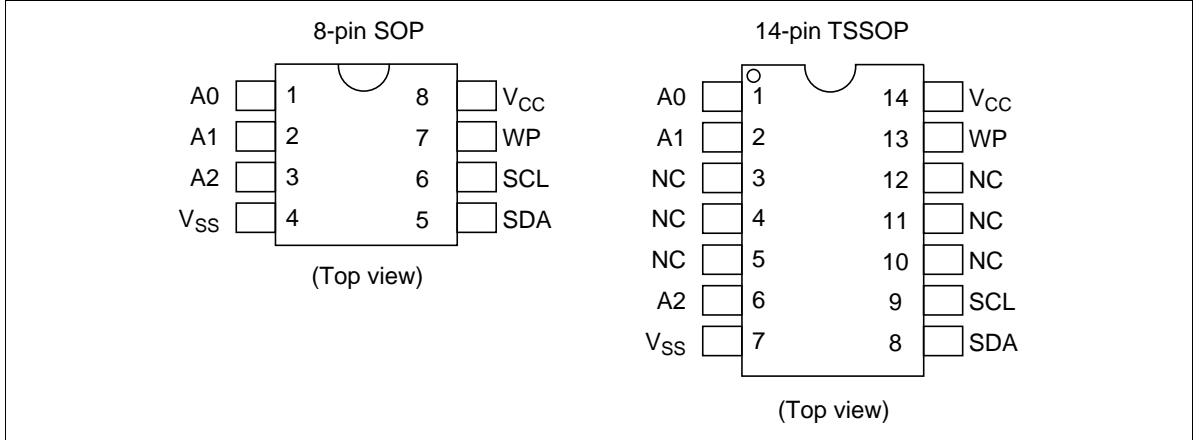 8-pin SOP
A0 1 8 VCC
A1 2 7 WP
A2 3 6 SCL
VSS 4 5 SDA
(Top view)
14-pin TSSOP
A0 1 14 VCC
A1 2 13 WP
NC 3 12 NC
NC 4 11 NC
NC 5 10 NC
A2 6 9 SCL
VSS 7 8 SDA
(Top view)